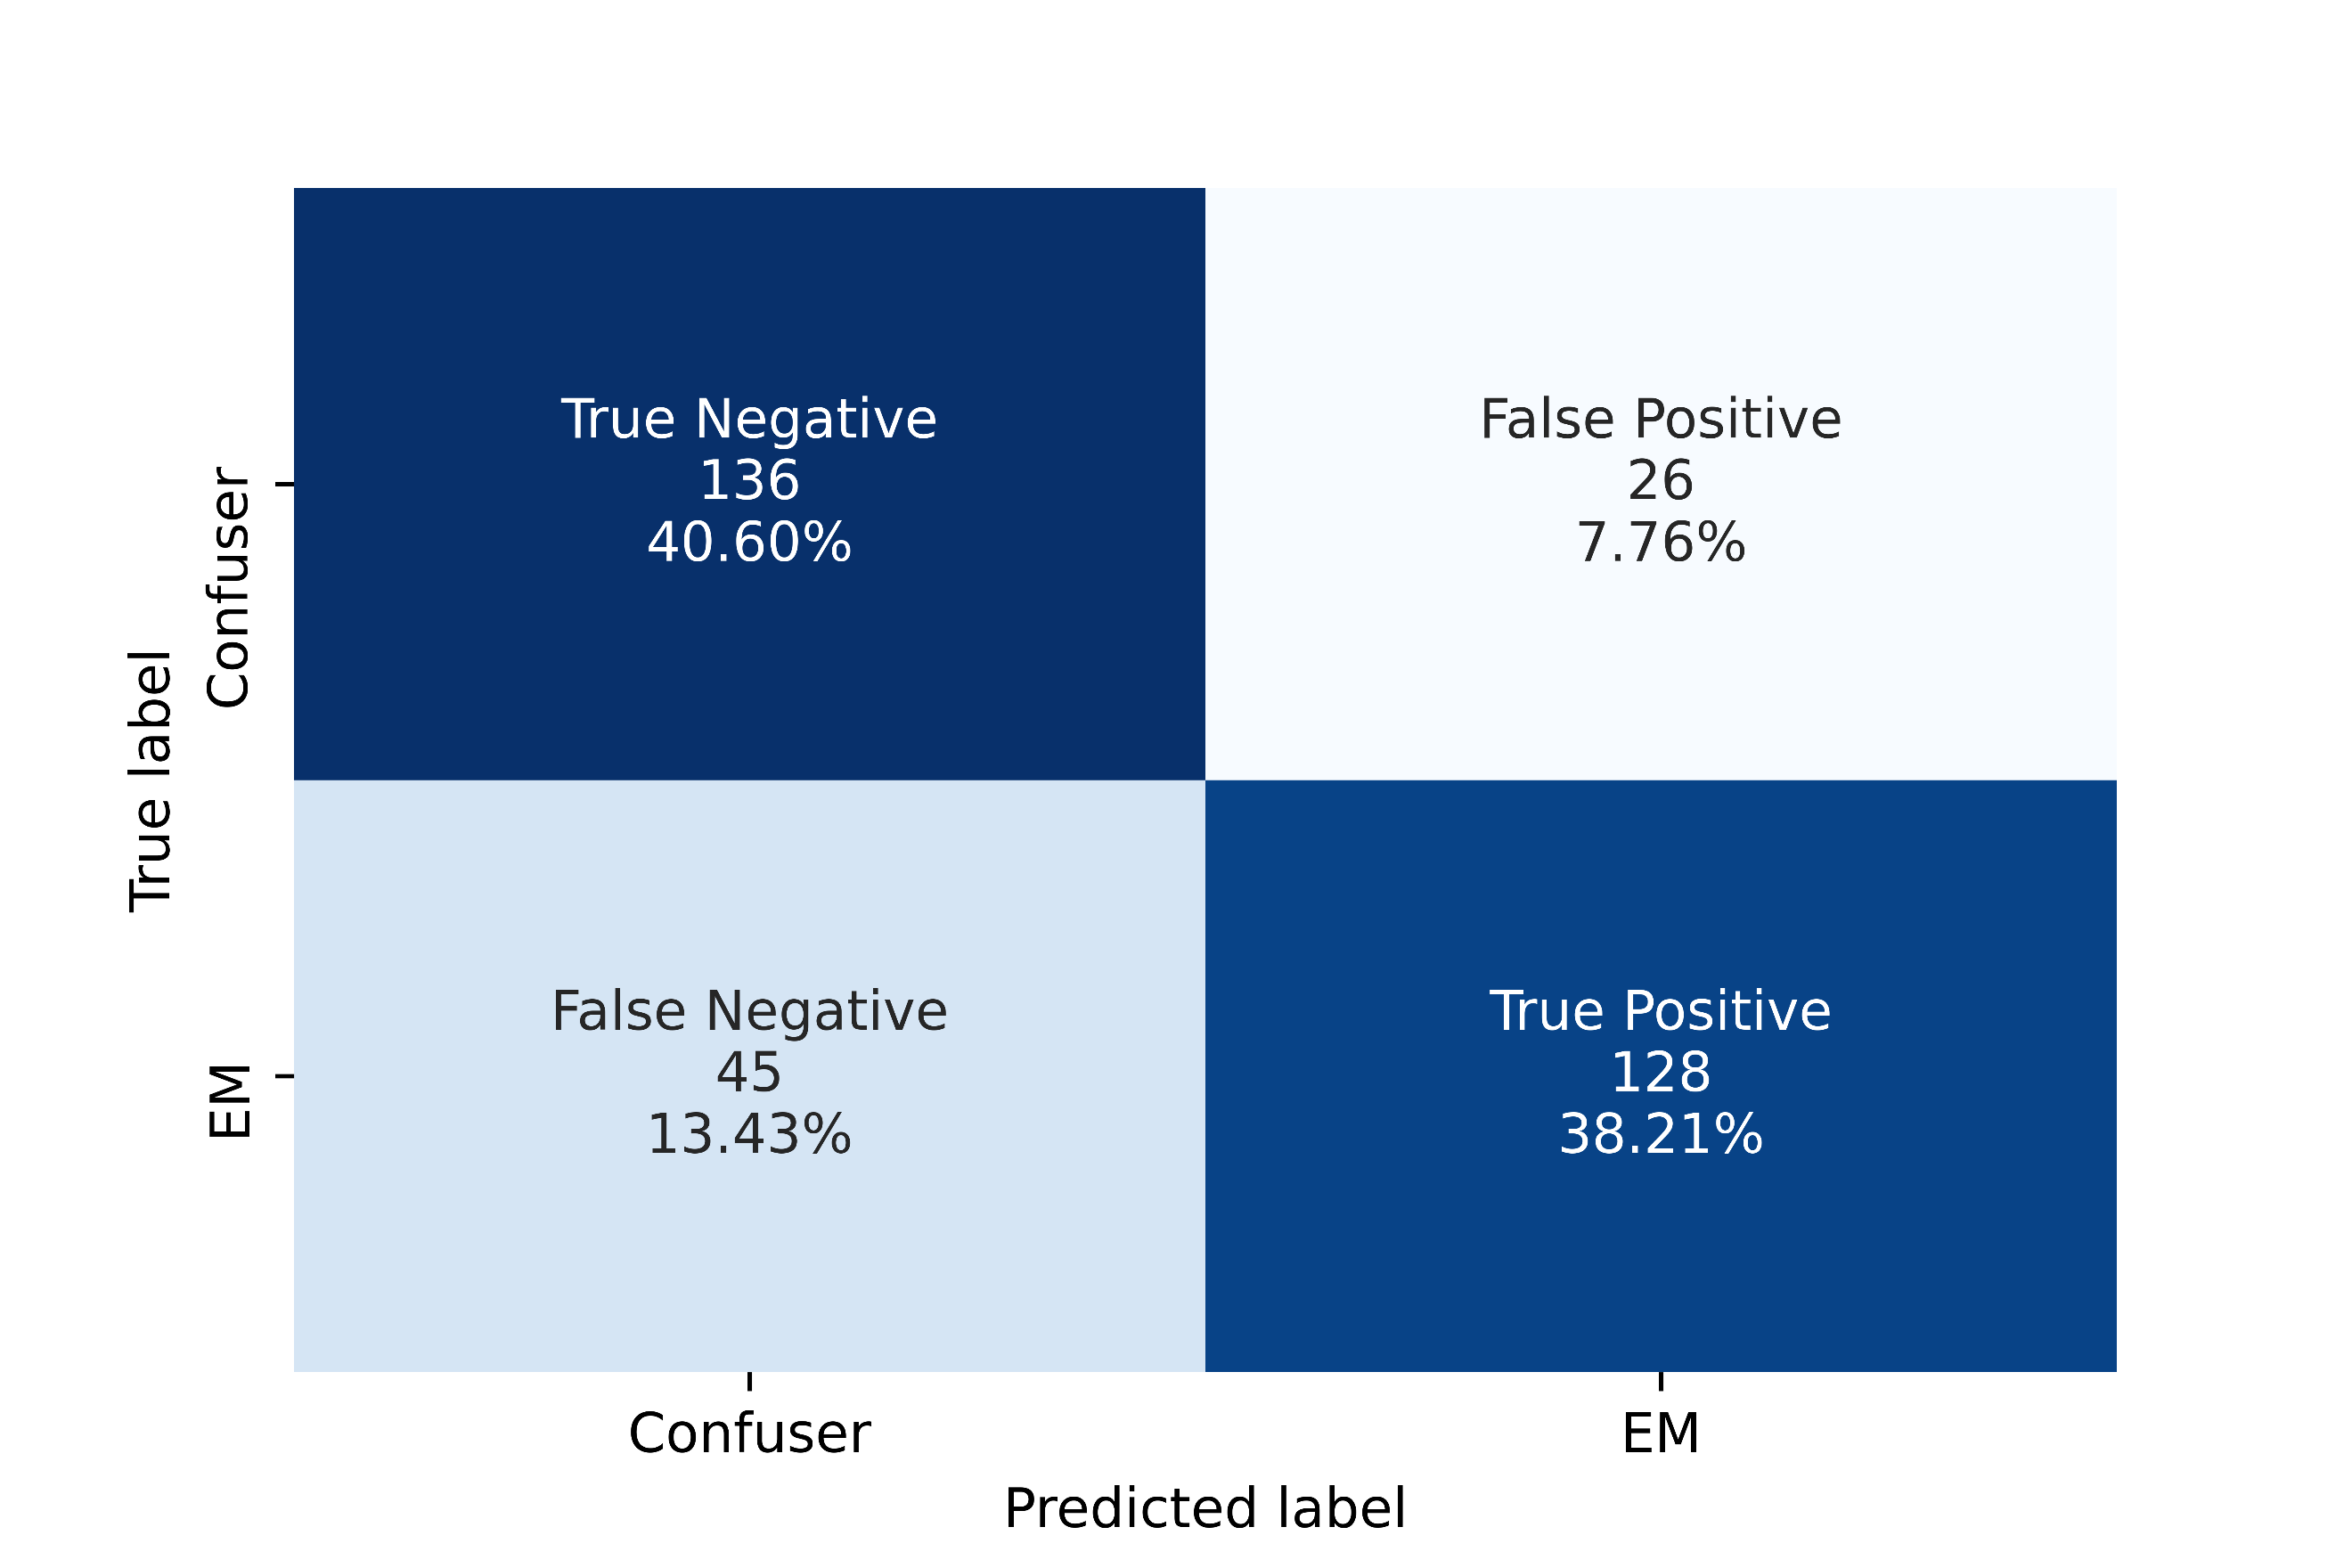 True label
Confuser
True Negative
136
40.60%
False Positive
26
7.76%
EM
False Negative
45
13.43%
True Positive
128
38.21%
Confuser
EM
Predicted label